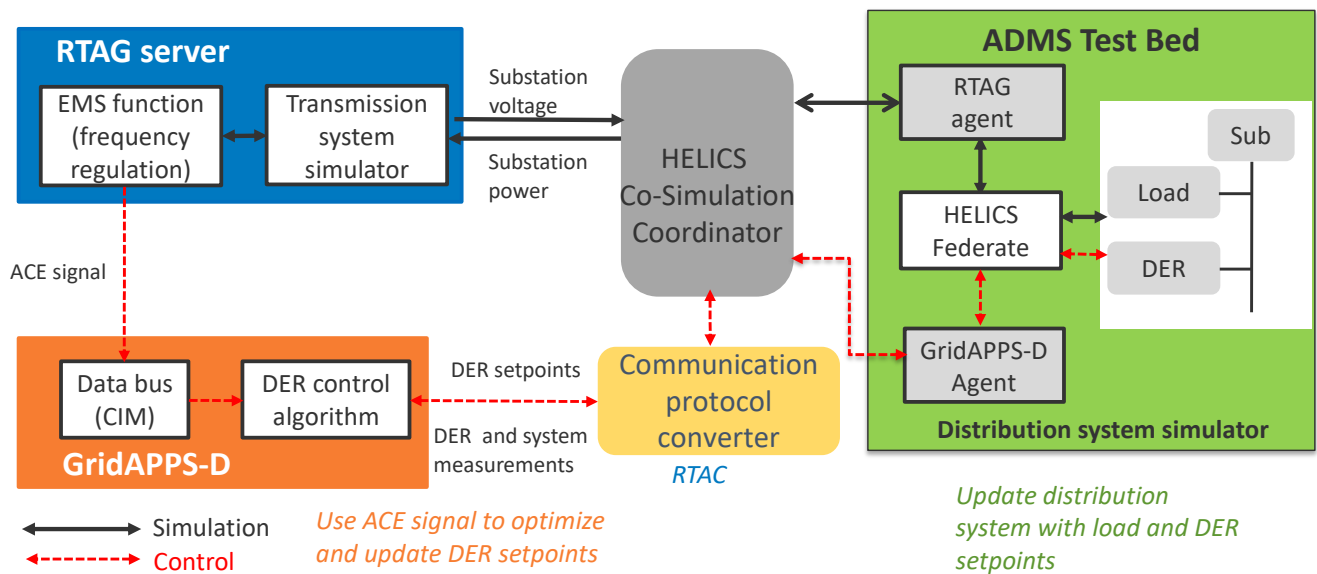 RTAG server
EMS function
(frequency
regulation)
Transmission
system
simulator
Substation
voltage
Substation
power
HELICS
Co-Simulation
Coordinator
ADMS Test Bed
RTAG
agent
HELICS
Federate
GridAPPS-D
Agent
Sub
Load
DER
Distribution system simulator
ACE signal
Data bus
(CIM)
DER control
algorithm
GridAPPS-D
DER setpoints
DER and system
measurements
Communication
protocol
converter
RTAC
Simulation
Control
Use ACE signal to optimize
and update DER setpoints
Update distribution
system with load and DER
setpoints